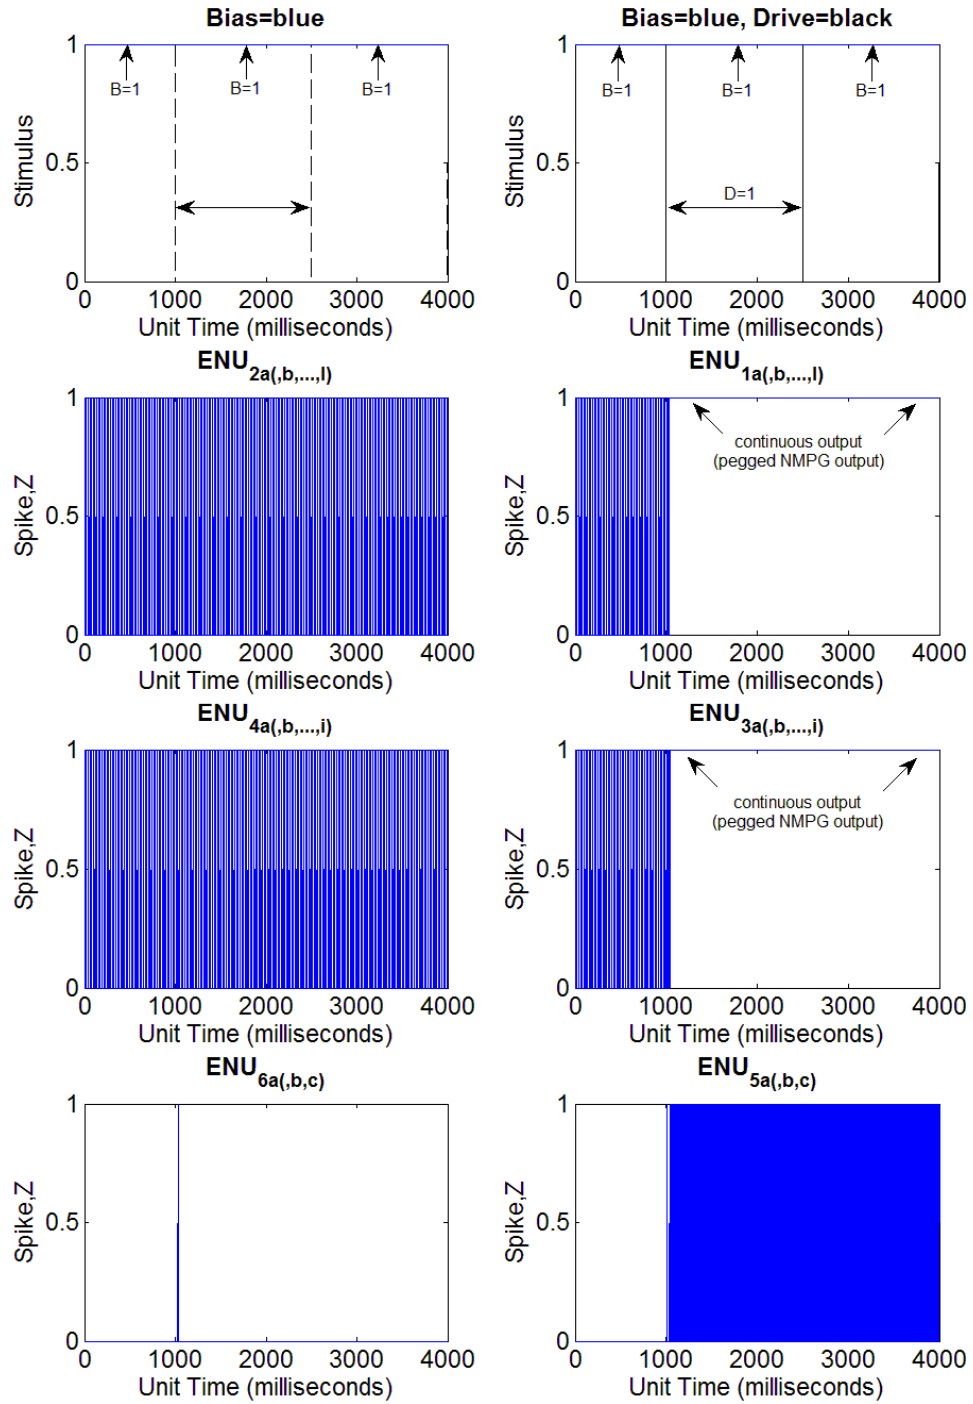 Bias=blue
1
B=1
B=1
B=1
0.5
0
Stimulus
0 1000 2000 3000 4000
Unit Time (milliseconds)
Bias=blue, Drive=black
1
B=1
B=1
B=1
0.5
D=1
0
Stimulus
0 1000 2000 3000 4000
Unit Time (milliseconds)
ENU2a(,b,...,l)
1
0.5
0
Spike,Z
0 1000 2000 3000 4000
Unit Time (milliseconds)
ENU1a(,b,...,l)
1
continuous output
(pegged NMPG output)
0.5
0
Spike,Z
0 1000 2000 3000 4000
Unit Time (milliseconds)
ENU4a(,b,...,i)
1
0.5
0
Spike,Z
0 1000 2000 3000 4000
Unit Time (milliseconds)
ENU3a(,b,...,i)
1
continuous output
(pegged NMPG output)
0.5
0
Spike,Z
0 1000 2000 3000 4000
Unit Time (milliseconds)
ENU6a(,b,c)
1
0.5
0
Spike,Z
0 1000 2000 3000 4000
Unit Time (milliseconds)
ENU5a(,b,c)
1
0.5
0
Spike,Z
0 1000 2000 3000 4000
Unit Time (milliseconds)